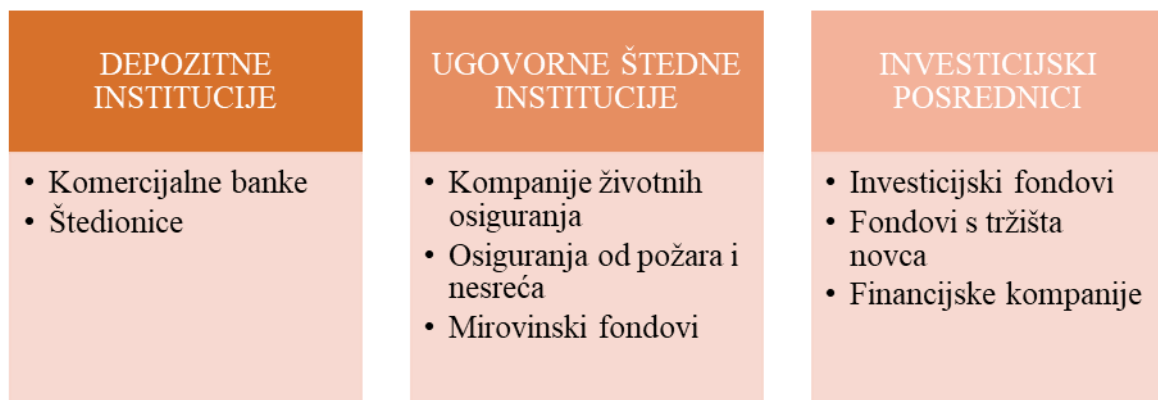 DEPOZITNE
INSTITUCIJE
• Komercijalne banke
• Štedionice
UGOVORNE ŠTEDNE
INSTITUCIJE
• Kompanije životnih
osiguranja
• Osiguranja od požara i
nesreća
• Mirovinski fondovi
INVESTICIJSKI
POSREDNICI
• Investicijski fondovi
• Fondovi s tržišta
novca
• Financijske kompanije